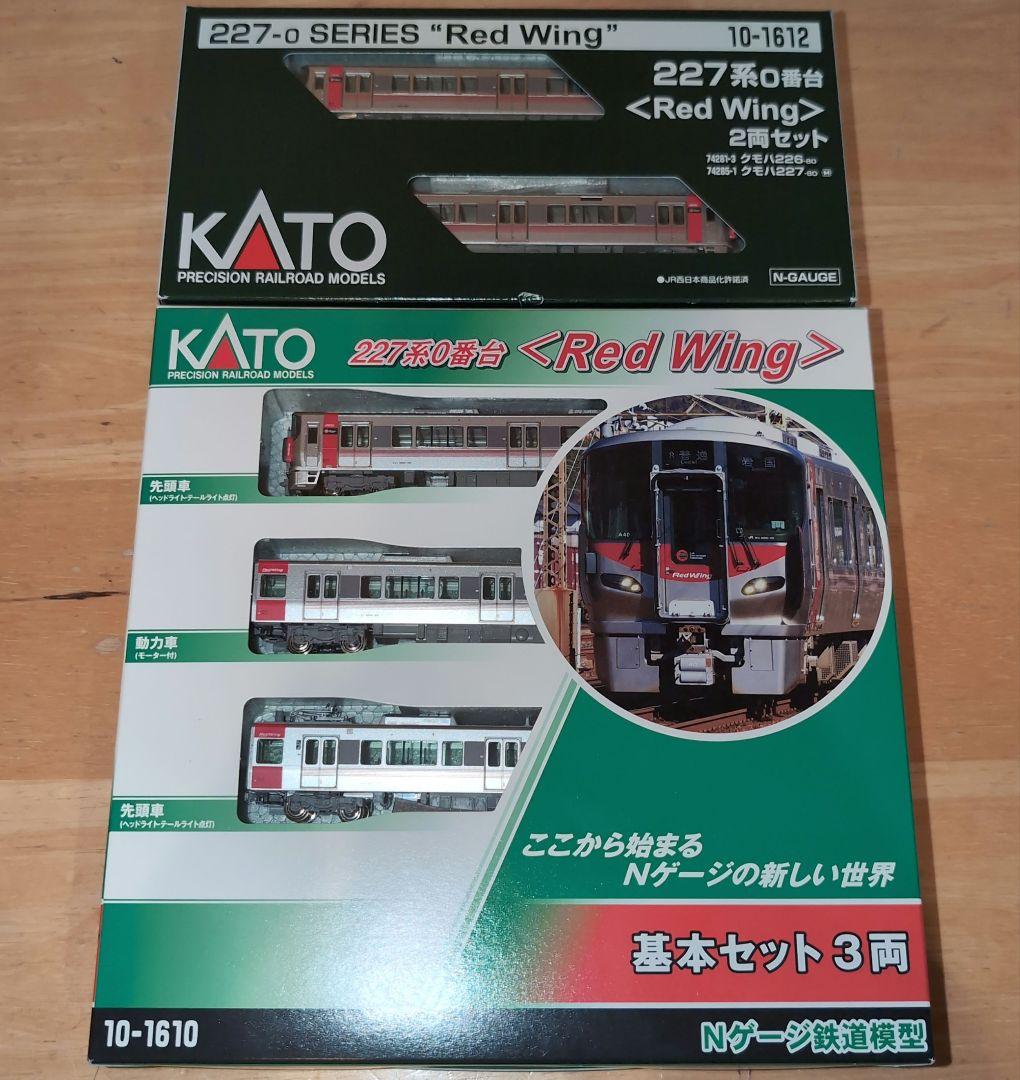 227-0 SERIES "Red Wing" 10-1612
227系0番台
<Red Wing>
2両セット
74281-3 クモハ226-80
74285-1 クモハ227-80 M
KATO
PRECISION RAILROAD MODELS
●JR西日本商品化許諾済
N-GAUGE
KATO
PRECISION RAILROAD MODELS
227系0番台 <Red Wing>
先頭車
(ヘッドライト・テールライト点灯)
普通
Local
岩国
A40
RedWing
動力車
(モーター付)
RedWing
先頭車
(ヘッドライト・テールライト点灯)
RedWing
ここから始まる
Nゲージの新しい世界
基本セット3両
10-1610
Nゲージ鉄道模型